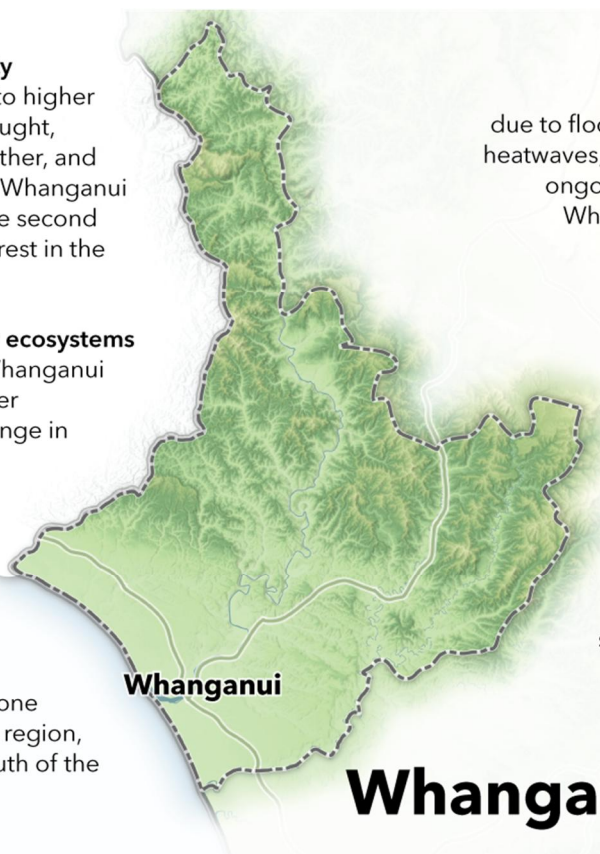 y
to higher
ught,
ther, and
Whanganui
e second
rest in the
ecosystems
hanganui
er
nge in
due to floo
heatwaves,
ongo
Wh
Whanganui
one
region,
uth of the
Whanga